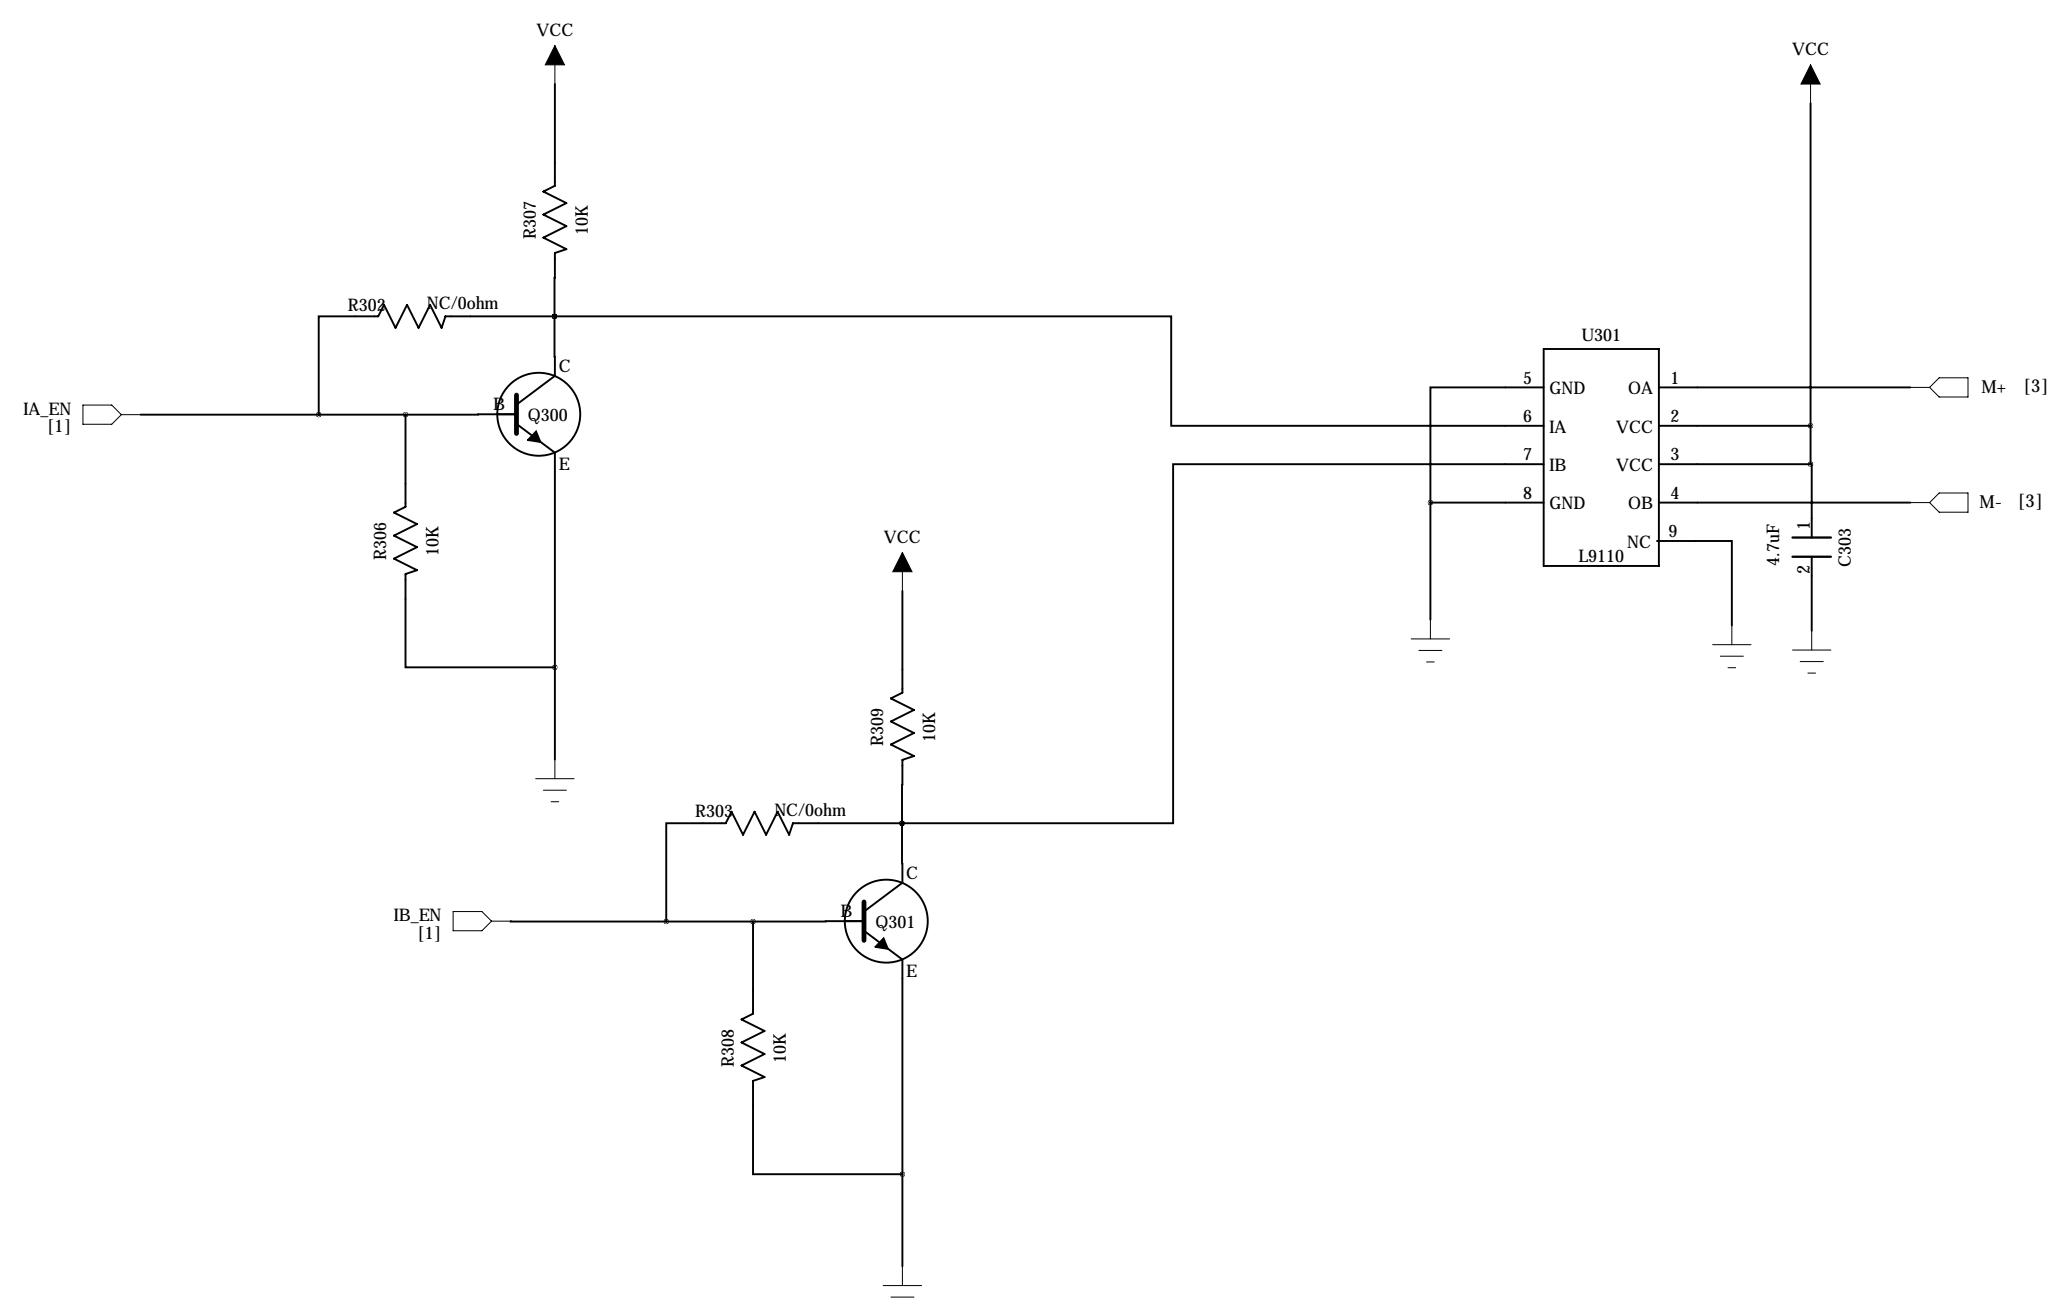 VCC
VCC
R307
10K
R302
NC/0ohm
C
U301
IA_EN
[1]
B
Q300
E
5
GND
OA
1
M+
[3]
6
IA
VCC
2
7
IB
VCC
3
8
GND
OB
4
M-
[3]
NC
9
L9110
4.7uF
1
2
C303
R306
10K
VCC
R309
10K
R303
NC/0ohm
C
IB_EN
[1]
B
Q301
E
R308
10K